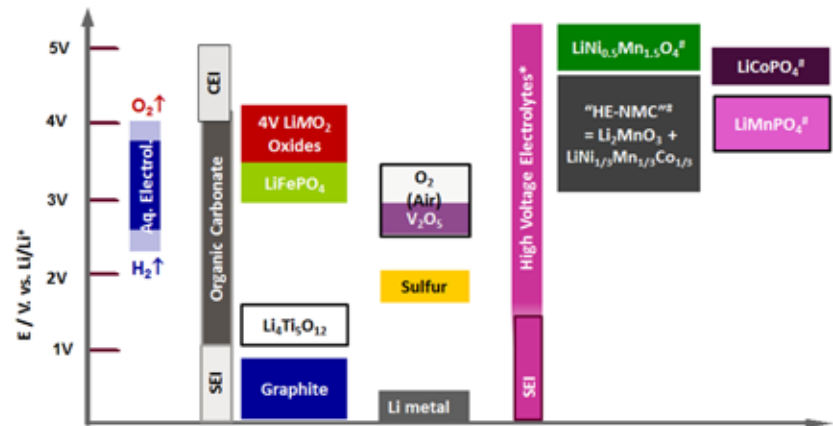 E / V. vs. Li/Li⁺
5V
4V
3V
2V
1V
O₂↑
Aq. Electrol.
H₂↑
CEI
Organic Carbonate
SEI
4V LiMO₂
Oxides
LiFePO₄
Li₄Ti₅O₁₂
Graphite
O₂
(Air)
V₂O₅
Sulfur
Li metal
High Voltage Electrolytes*
SEI
LiNi₀.₅Mn₁.₅O₄#
"HE-NMC"#
= Li₂MnO₃ +
LiNi₁/₃Mn₁/₃Co₁/₃
LiCoPO₄#
LiMnPO₄#